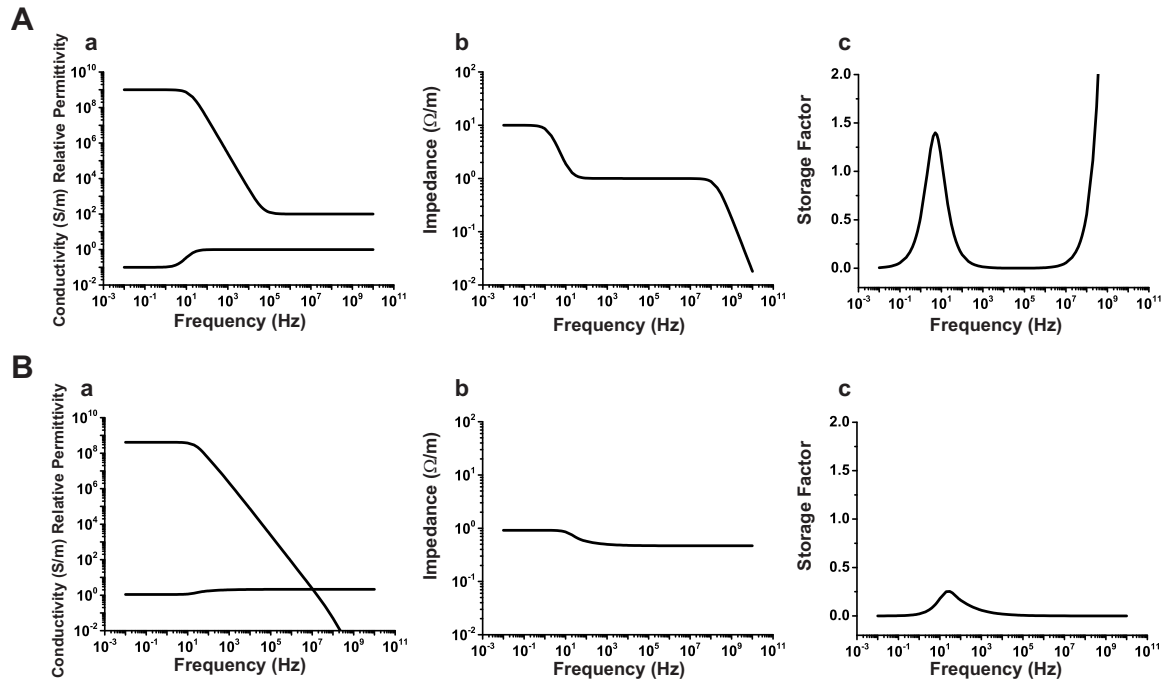 A
a
Conductivity (S/m) Relative Permittivity
10^10
10^8
10^6
10^4
10^2
10^0
10^-2
10^-3 10^-1 10^1 10^3 10^5 10^7 10^9 10^11
Frequency (Hz)
b
Impedance (Ω/m)
10^2
10^1
10^0
10^-1
10^-2
10^-3 10^-1 10^1 10^3 10^5 10^7 10^9 10^11
Frequency (Hz)
c
Storage Factor
2.0
1.5
1.0
0.5
0.0
10^-3 10^-1 10^1 10^3 10^5 10^7 10^9 10^11
Frequency (Hz)
B
a
Conductivity (S/m) Relative Permittivity
10^10
10^8
10^6
10^4
10^2
10^0
10^-2
10^-3 10^-1 10^1 10^3 10^5 10^7 10^9 10^11
Frequency (Hz)
b
Impedance (Ω/m)
10^2
10^1
10^0
10^-1
10^-2
10^-3 10^-1 10^1 10^3 10^5 10^7 10^9 10^11
Frequency (Hz)
c
Storage Factor
2.0
1.5
1.0
0.5
0.0
10^-3 10^-1 10^1 10^3 10^5 10^7 10^9 10^11
Frequency (Hz)